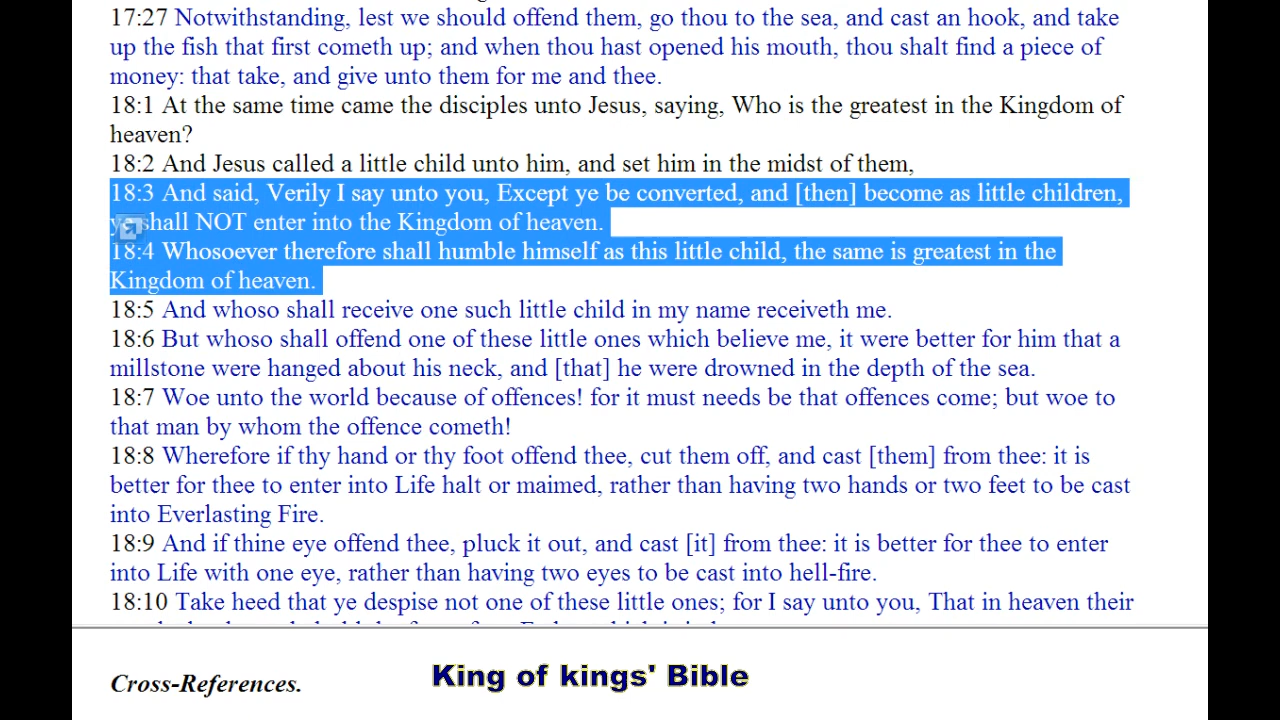 17:27 Notwithstanding, lest we should offend them, go thou to the sea, and cast an hook, and take
up the fish that first cometh up; and when thou hast opened his mouth, thou shalt find a piece of
money: that take, and give unto them for me and thee.
18:1 At the same time came the disciples unto Jesus, saying, Who is the greatest in the Kingdom of
heaven?
18:2 And Jesus called a little child unto him, and set him in the midst of them,
18:3 And said, Verily I say unto you, Except ye be converted, and [then] become as little children,
ye shall NOT enter into the Kingdom of heaven.
18:4 Whosoever therefore shall humble himself as this little child, the same is greatest in the
Kingdom of heaven.
18:5 And whoso shall receive one such little child in my name receiveth me.
18:6 But whoso shall offend one of these little ones which believe me, it were better for him that a
millstone were hanged about his neck, and [that] he were drowned in the depth of the sea.
18:7 Woe unto the world because of offences! for it must needs be that offences come; but woe to
that man by whom the offence cometh!
18:8 Wherefore if thy hand or thy foot offend thee, cut them off, and cast [them] from thee: it is
better for thee to enter into Life halt or maimed, rather than having two hands or two feet to be cast
into Everlasting Fire.
18:9 And if thine eye offend thee, pluck it out, and cast [it] from thee: it is better for thee to enter
into Life with one eye, rather than having two eyes to be cast into hell-fire.
18:10 Take heed that ye despise not one of these little ones; for I say unto you, That in heaven their
Cross-References.
King of kings' Bible